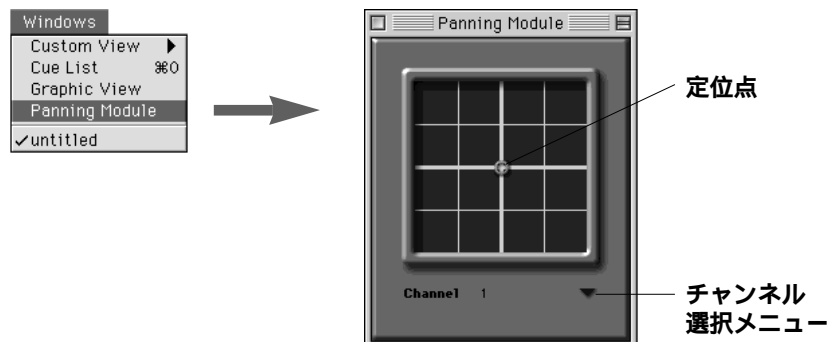 Windows
Custom View
Cue List ⌘0
Graphic View
Panning Module
✓untitled
Panning Module
定位点
Channel 1
チャンネル
選択メニュー